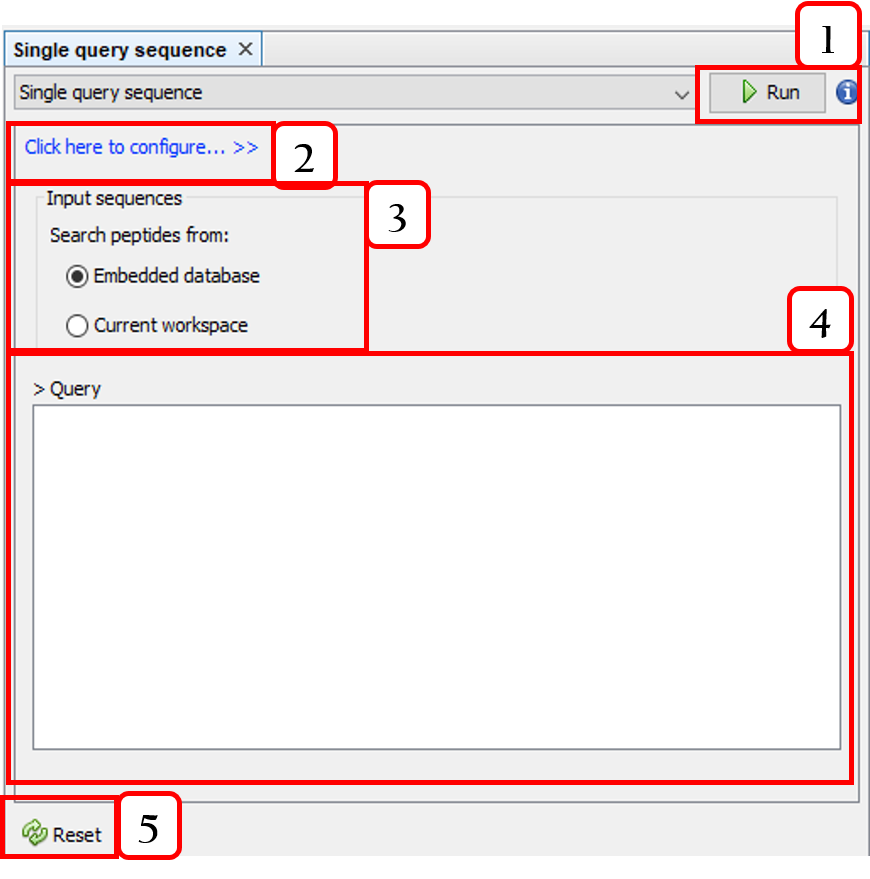 1
Single query sequence
Single query sequence
Run
Click here to configure... >>
2
Input sequences
3
Search peptides from:
Embedded database
Current workspace
4
> Query
Reset
5